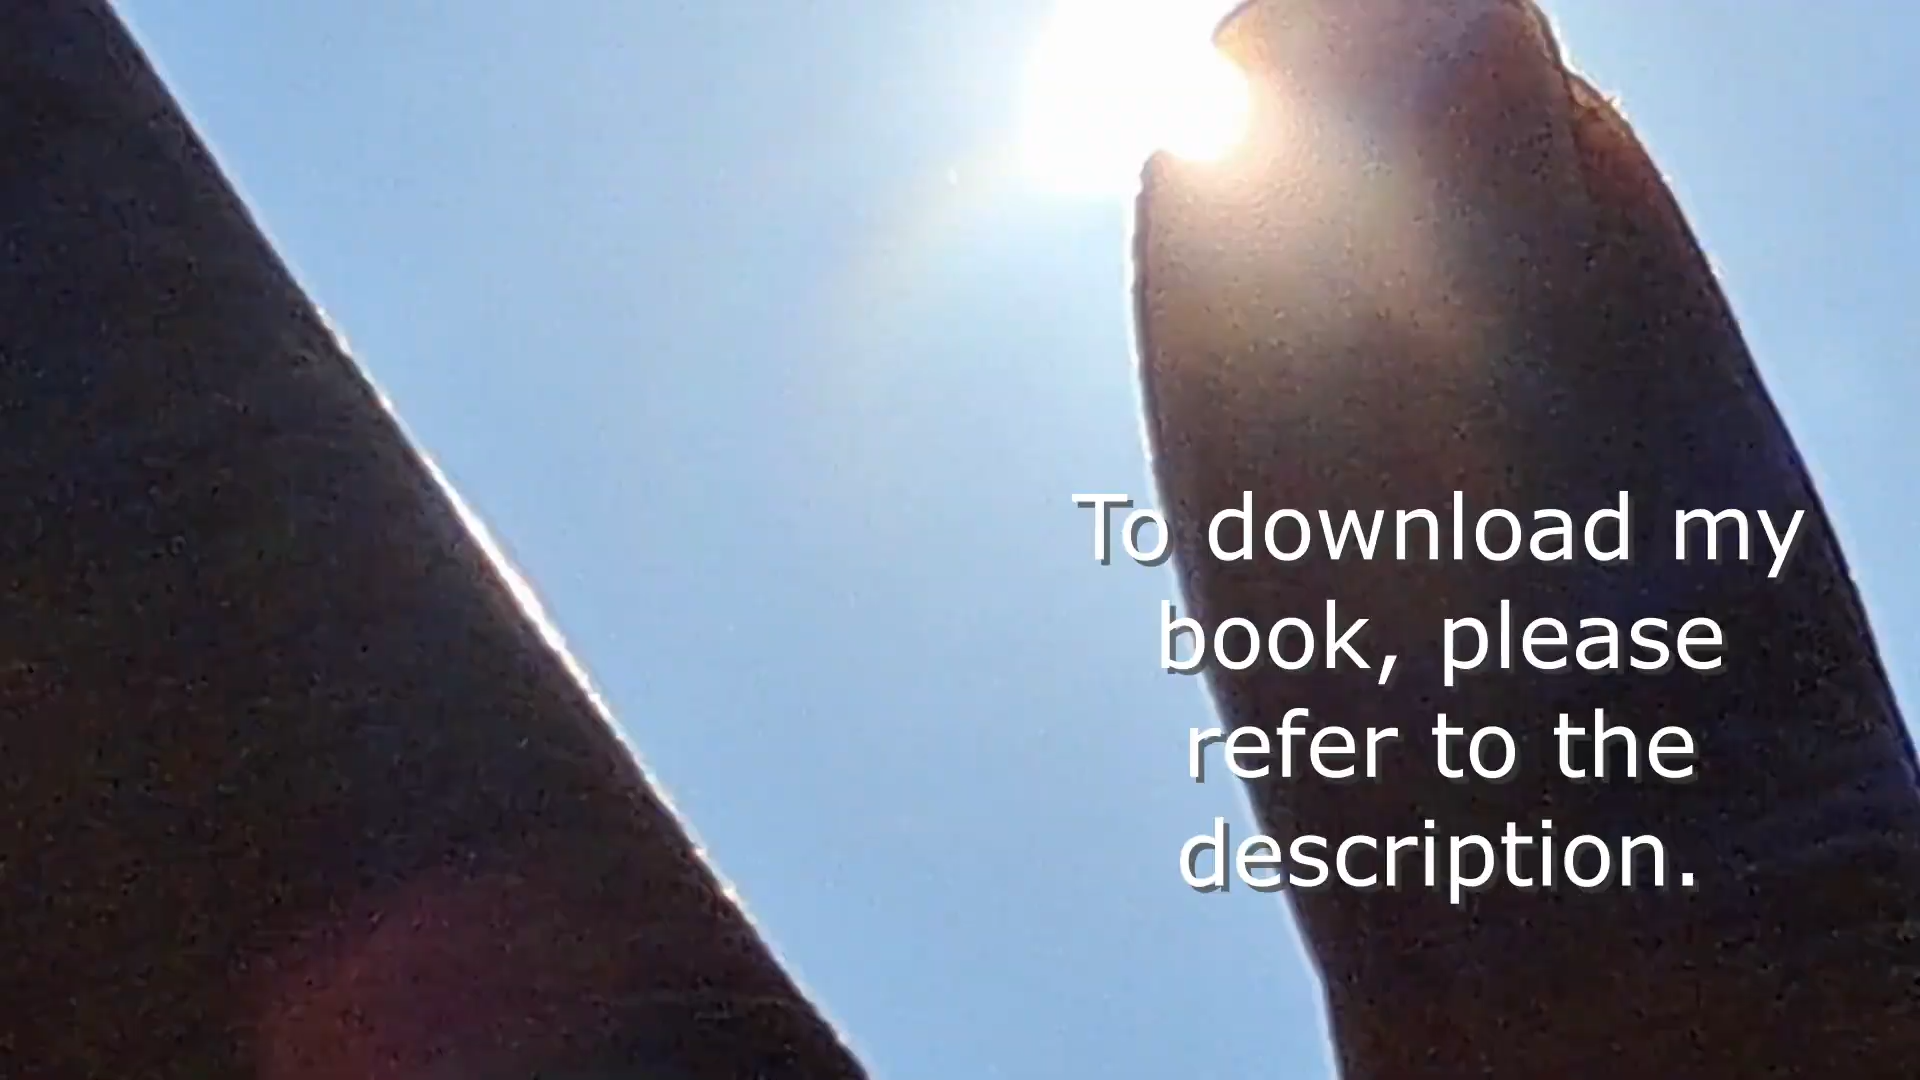 To download my
book, please
refer to the
description.